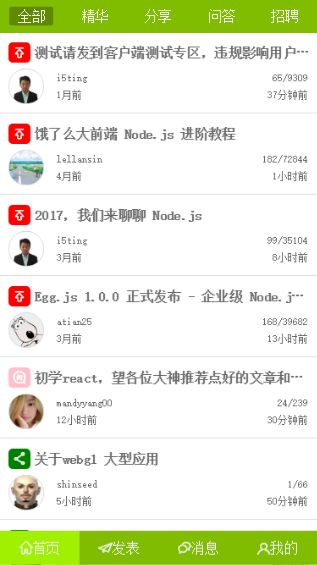 全部 精华 分享 问答 招聘
测试请发到客户端测试专区，违规影响用户…
i5ting 65/9309
1月前 37分钟前
饿了么大前端 Node.js 进阶教程
lellansin 182/72844
4月前 1小时前
2017，我们来聊聊 Node.js
i5ting 99/35104
3月前 8小时前
Egg.js 1.0.0 正式发布 - 企业级 Node.j…
atian25 168/39682
3月前 13小时前
初学react，望各位大神推荐点好的文章和…
mandyyang00 24/239
12小时前 30分钟前
关于webgl 大型应用
shinseed 1/66
5小时前 50分钟前
首页 发表 消息 我的